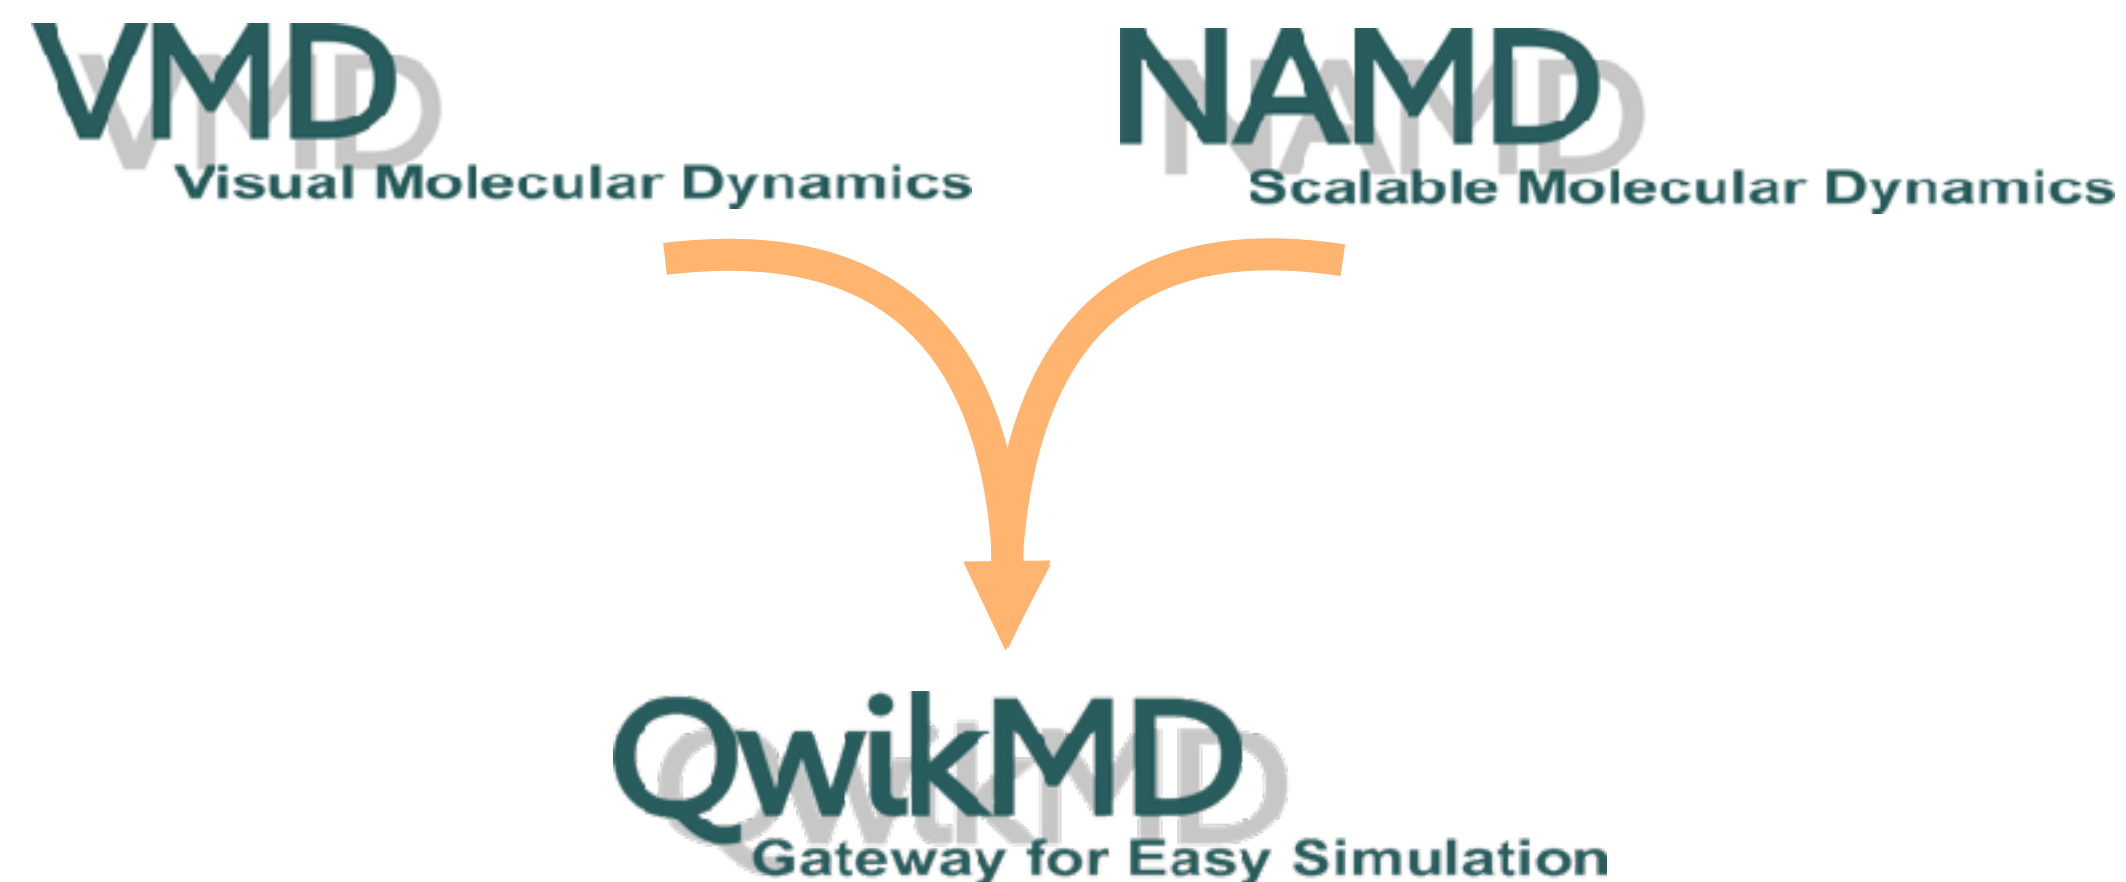 VMD
Visual Molecular Dynamics
NAMD
Scalable Molecular Dynamics
QwikMD
Gateway for Easy Simulation